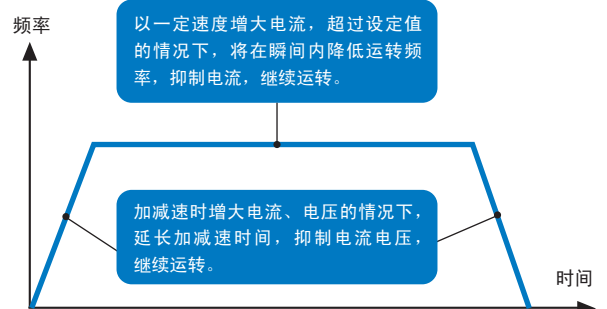 频率
以一定速度增大电流，超过设定值
的情况下，将在瞬间内降低运转频
率，抑制电流，继续运转。
加减速时增大电流、电压的情况下，
延长加减速时间，抑制电流电压，
继续运转。
时间